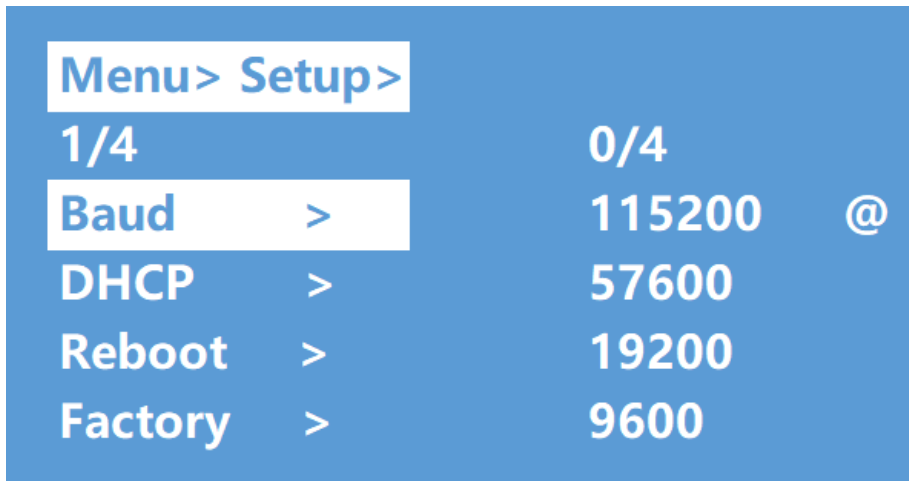 Menu> Setup>
1/4 0/4
Baud > 115200 @
DHCP > 57600
Reboot > 19200
Factory > 9600